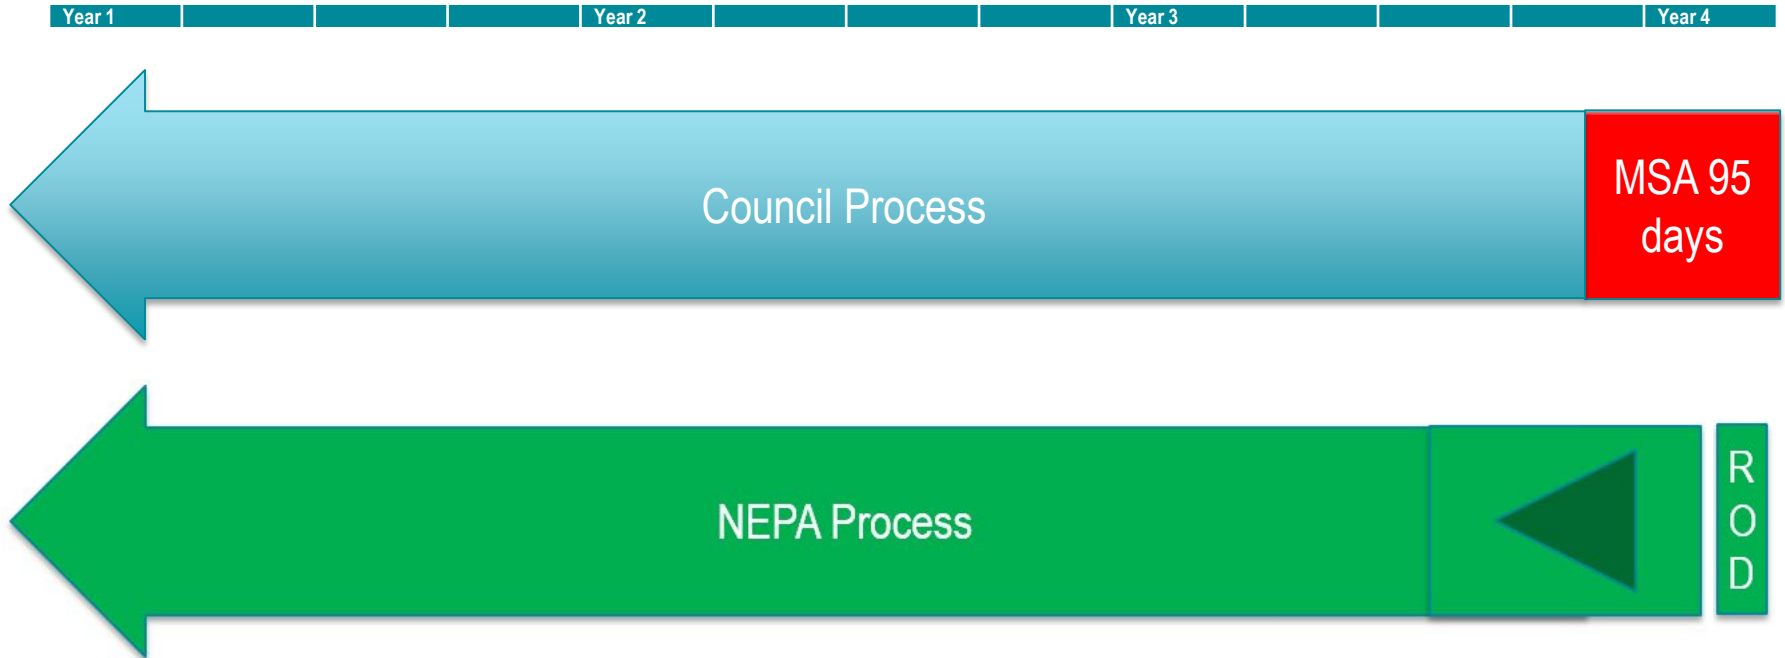 Year 1 Year 2 Year 3 Year 4
Council Process
MSA 95
days
NEPA Process
R
O
D